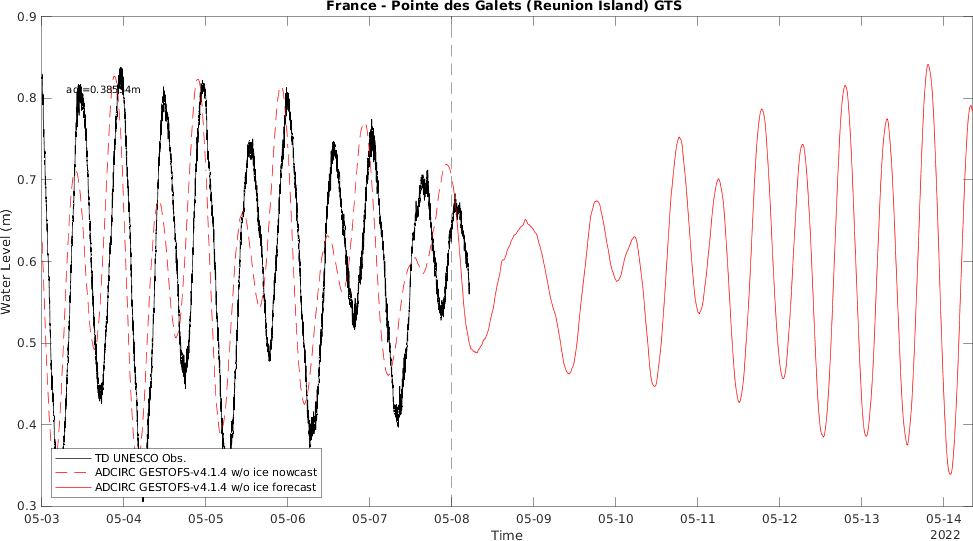 France - Pointe des Galets (Reunion Island) GTS
0.9
0.8
0.7
0.6
0.5
0.4
0.3
Water Level (m)
TD UNESCO Obs.
ADCIRC GESTOFS-v4.1.4 w/o ice nowcast
ADCIRC GESTOFS-v4.1.4 w/o ice forecast
05-03 05-04 05-05 05-06 05-07 05-08 05-09 05-10 05-11 05-12 05-13 05-14
Time
2022